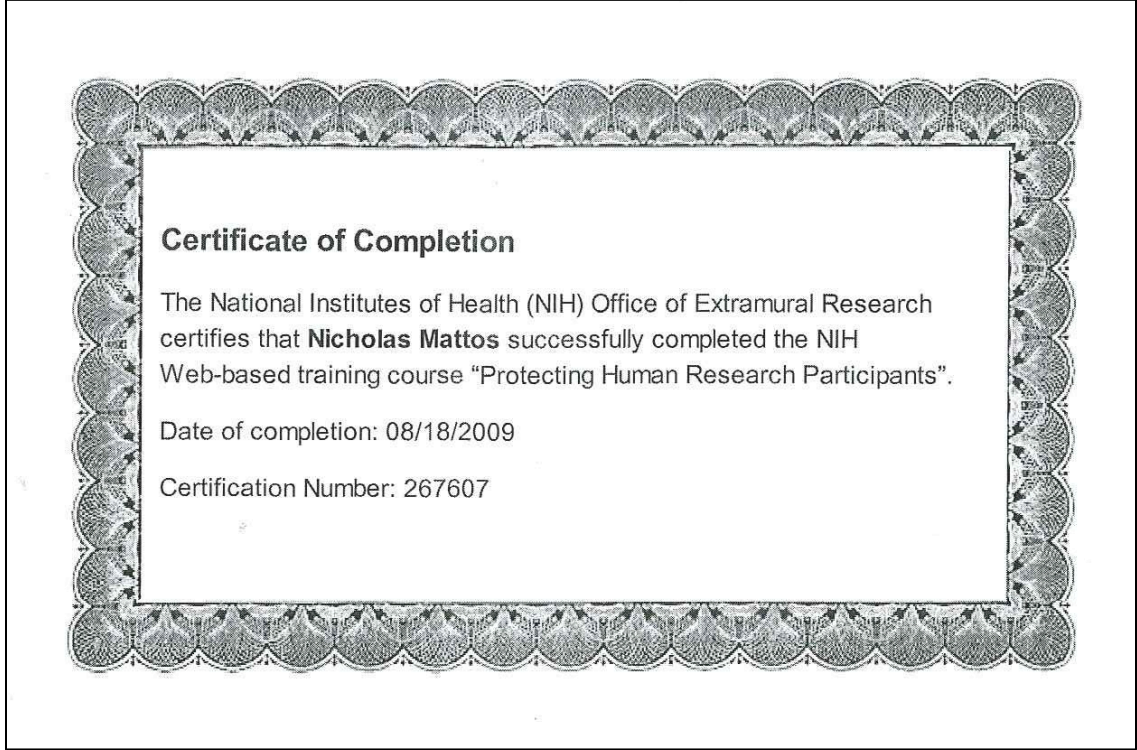 Certificate of Completion
The National Institutes of Health (NIH) Office of Extramural Research
certifies that Nicholas Mattos successfully completed the NIH
Web-based training course “Protecting Human Research Participants”.
Date of completion: 08/18/2009
Certification Number: 267607